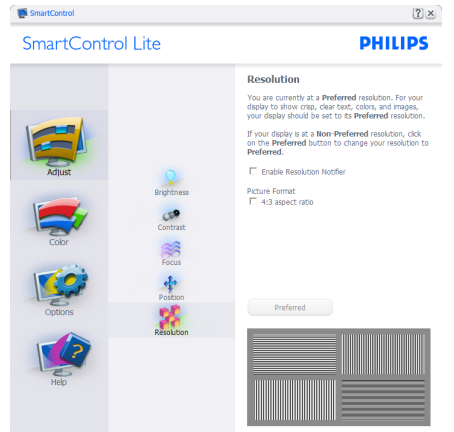 SmartControl
SmartControl Lite
PHILIPS
Adjust
Color
Options
Help
Brightness
Contrast
Focus
Position
Resolution
Resolution
You are currently at a Preferred resolution. For your
display to show crisp, clear text, colors, and images,
your display should be set to its Preferred resolution.
If your display is at a Non-Preferred resolution, click
on the Preferred button to change your resolution to
Preferred.
Enable Resolution Notifier
Picture Format
4:3 aspect ratio
Preferred